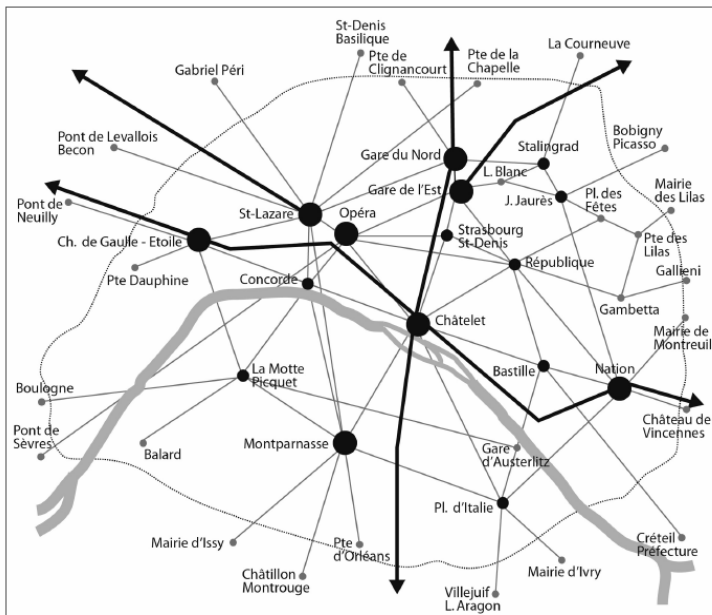 St-Denis
Basilique
La Courneuve
Pte de
Clignancourt
Pte de la
Chapelle
Gabriel Péri
Pont de Levallois
Becon
Gare du Nord
Stalingrad
Bobigny
Picasso
L. Blanc
Gare de l'Est
J. Jaurès
Pl. des
Fêtes
Mairie
des Lilas
Pont de
Neuilly
St-Lazare
Opéra
Ch. de Gaulle - Etoile
Strasbourg
St-Denis
Pte des
Lilas
Pte Dauphine
Concorde
République
Gallieni
Gambetta
Châtelet
Mairie de
Montreuil
La Motte
Picquet
Bastille
Nation
Boulogne
Château de
Vincennes
Pont de
Sèvres
Balard
Montparnasse
Gare
d'Austerlitz
Pl. d'Italie
Mairie d'Issy
Pte
d'Orléans
Créteil
Préfecture
Châtillon
Montrouge
Mairie d'Ivry
Villejuif
L. Aragon